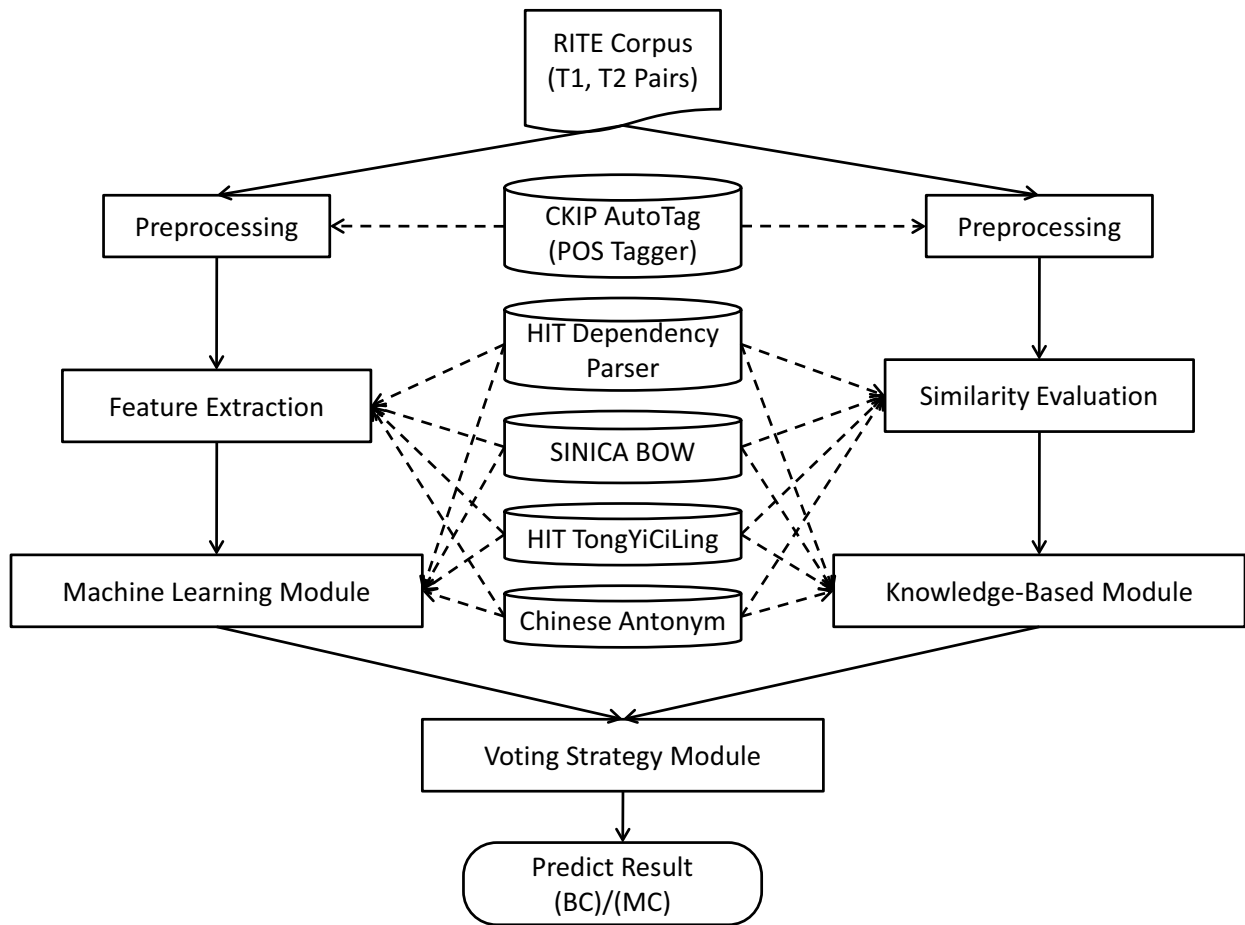 RITE Corpus
(T1, T2 Pairs)
Preprocessing
CKIP AutoTag
(POS Tagger)
Preprocessing
HIT Dependency
Parser
Feature Extraction
Similarity Evaluation
SINICA BOW
HIT TongYiCiLing
Machine Learning Module
Knowledge-Based Module
Chinese Antonym
Voting Strategy Module
Predict Result
(BC)/(MC)